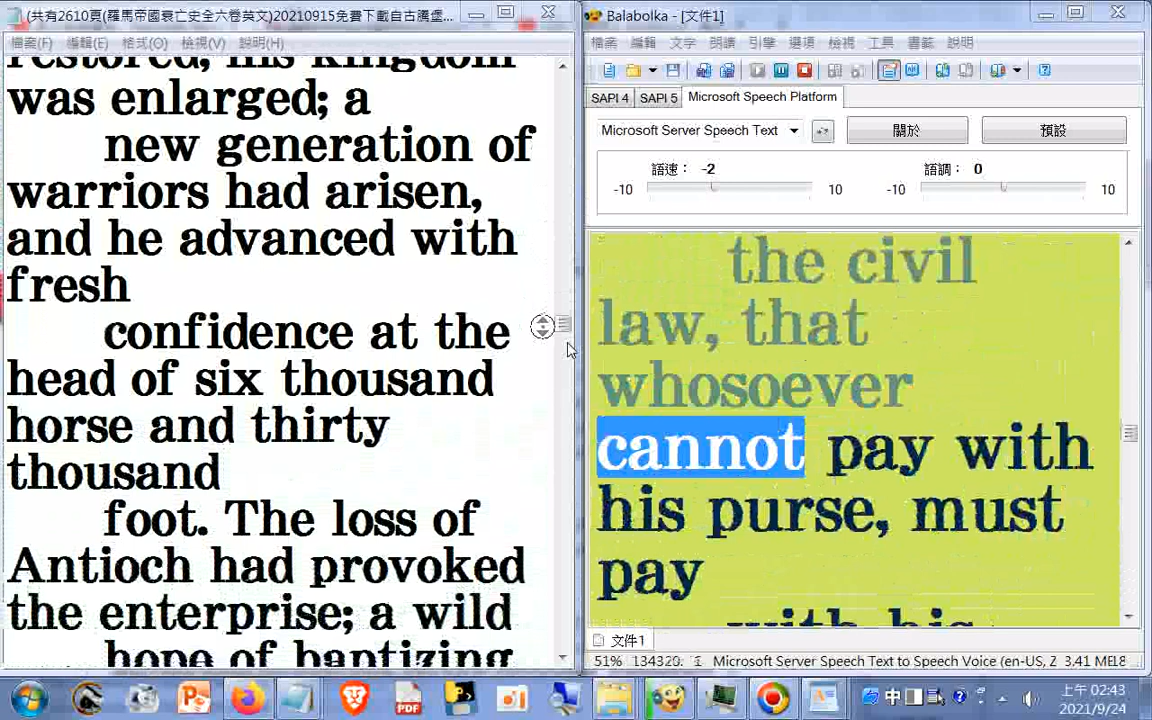 (共有2610頁(羅馬帝國衰亡史全六卷英文)20210915免費下載自古騰堡...
檔案(F) 編輯(E) 格式(O) 檢視(V) 說明(H)
restored, his kingdom
was enlarged; a
new generation of
warriors had arisen,
and he advanced with
fresh
confidence at the
head of six thousand
horse and thirty
thousand
foot. The loss of
Antioch had provoked
the enterprise; a wild
hope of baptizing
Balabolka - [文件1]
檔案 編輯 文字 朗讀 引擎 選項 檢視 工具 書籤 說明
SAPI 4 SAPI 5 Microsoft Speech Platform
Microsoft Server Speech Text 關於 預設
語速: -2 語調: 0
-10 10 -10 10
the civil
law, that
whosoever
cannot pay with
his purse, must
pay
with his
文件1
51% 134320: 1 Microsoft Server Speech Text to Speech Voice (en-US, Z 3.41 МЕ18
中
上午 02:43
2021/9/24